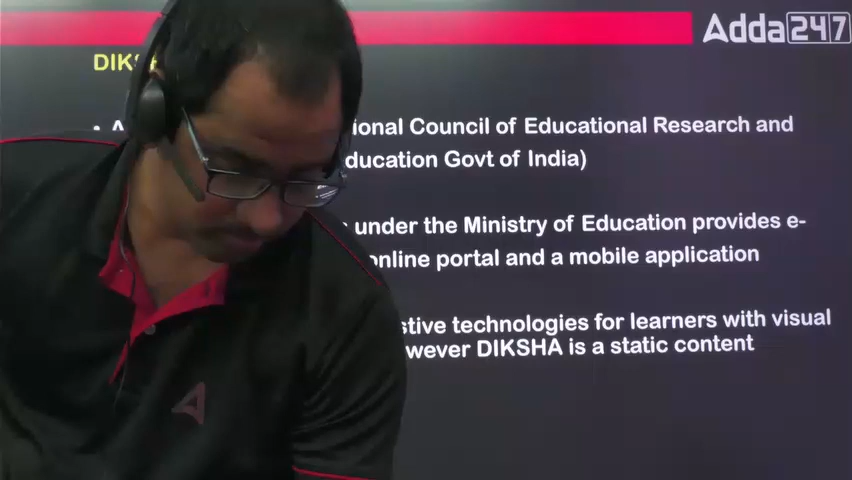 Adda247
DIKSH
ional Council of Educational Research and
ducation Govt of India)
under the Ministry of Education provides e-
online portal and a mobile application
stive technologies for learners with visual
wever DIKSHA is a static content